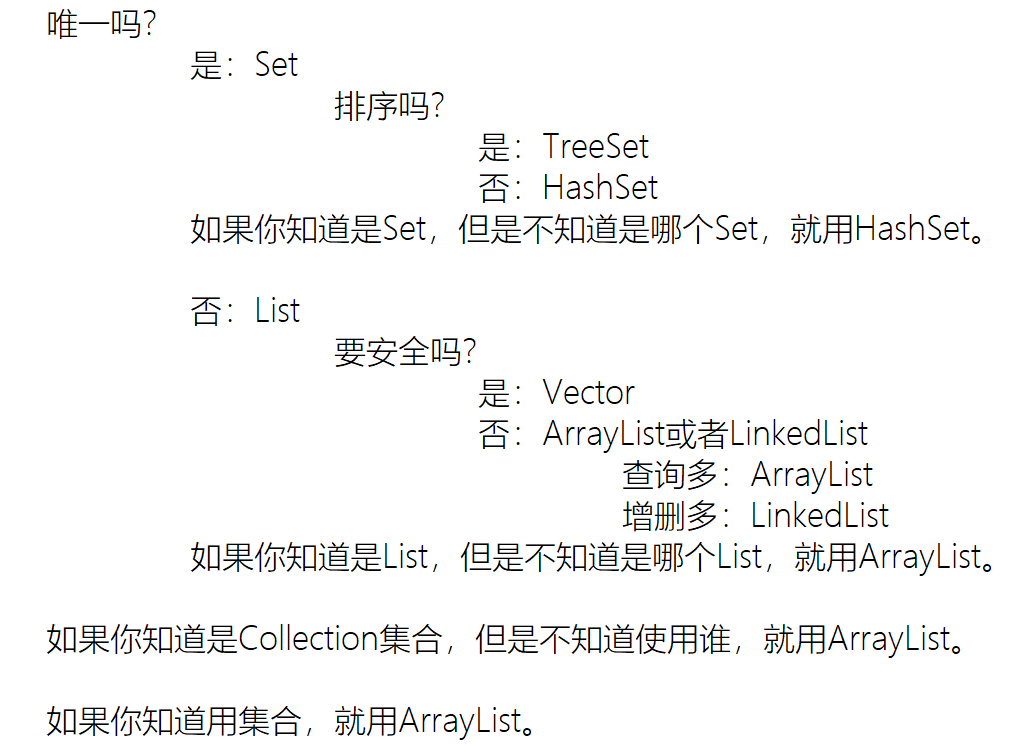 唯一吗?
是：Set
排序吗?
是：TreeSet
否：HashSet
如果你知道是Set，但是不知道是哪个Set，就用HashSet。
否：List
要安全吗?
是：Vector
否：ArrayList或者LinkedList
查询多：ArrayList
增删多：LinkedList
如果你知道是List，但是不知道是哪个List，就用ArrayList。
如果你知道是Collection集合，但是不知道使用谁，就用ArrayList。
如果你知道用集合，就用ArrayList。